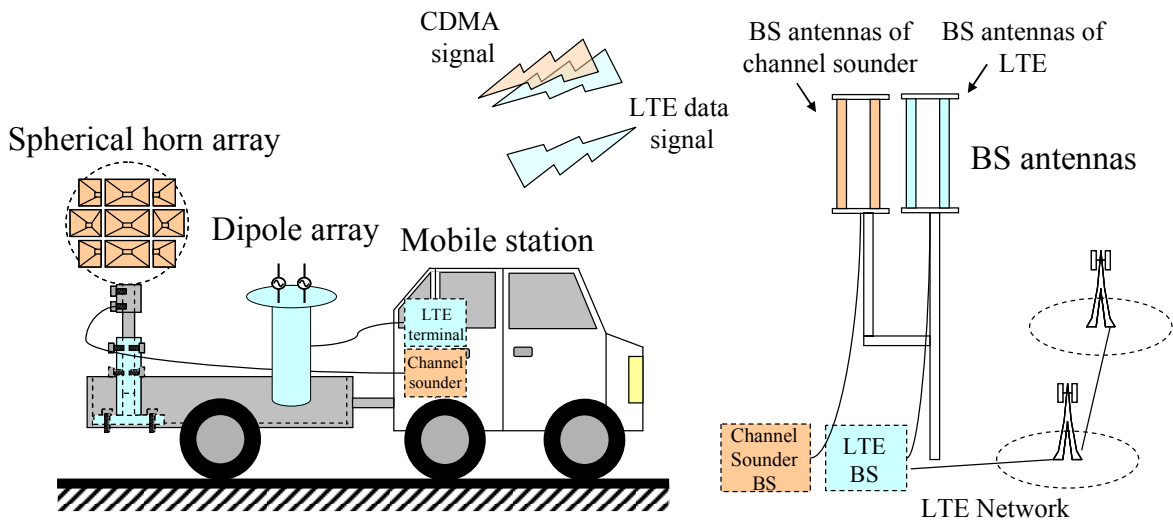 CDMA
signal
LTE data
signal
BS antennas of
channel sounder
BS antennas of
LTE
BS antennas
Spherical horn array
Dipole array
Mobile station
LTE
terminal
Channel
sounder
Channel
Sounder
BS
LTE
BS
LTE Network